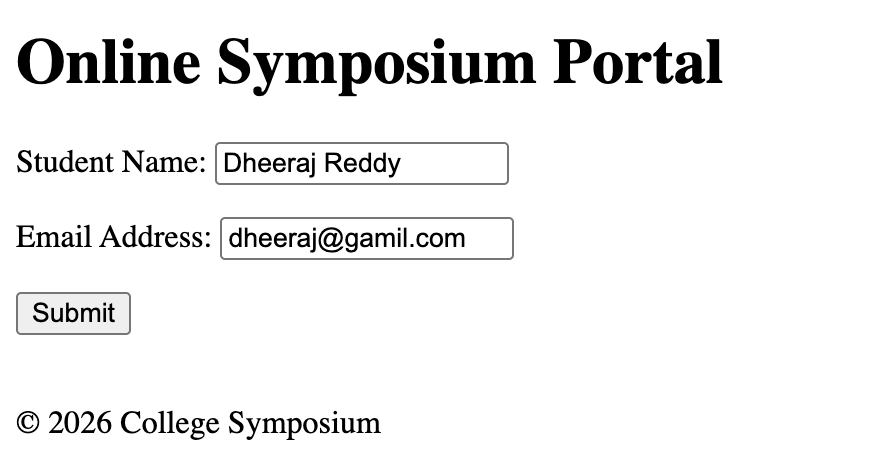 Online Symposium Portal
Student Name: Dheeraj Reddy
Email Address: dheeraj@gamil.com
Submit
© 2026 College Symposium